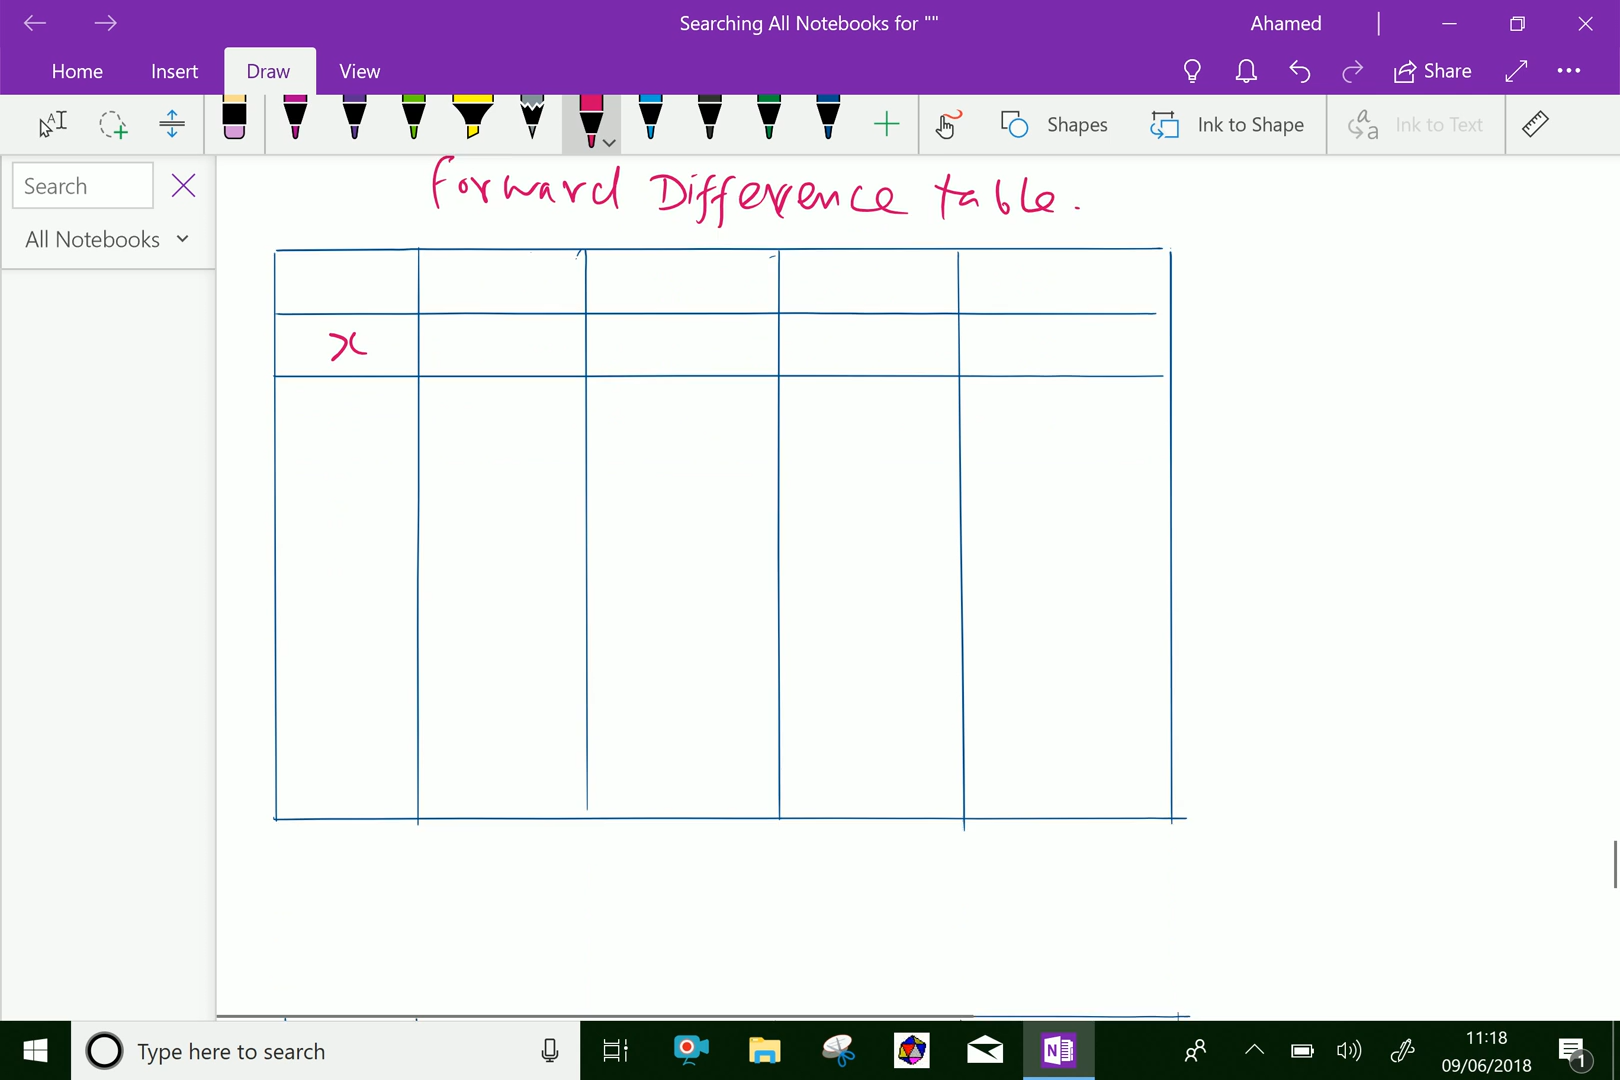 Searching All Notebooks for ""
Ahamed
Home
Insert
Draw
View
Share
Shapes
Ink to Shape
Ink to Text
Search
All Notebooks
Forward Difference table.
x
Type here to search
11:18
09/06/2018
1